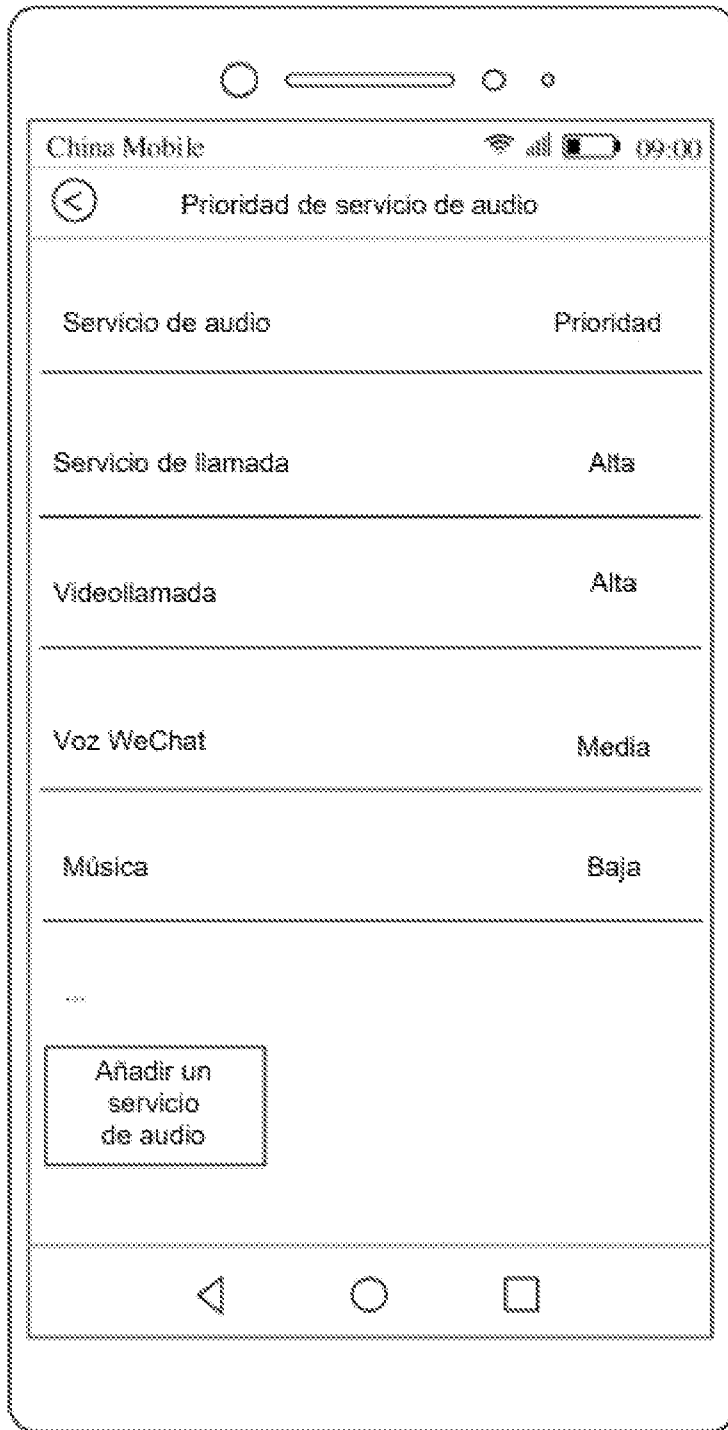 China Mobile 09:00
Prioridad de servicio de audio
Servicio de audio Prioridad
Servicio de llamada Alta
Videollamada Alta
Voz WeChat Media
Música Baja
...
Añadir un
servicio
de audio